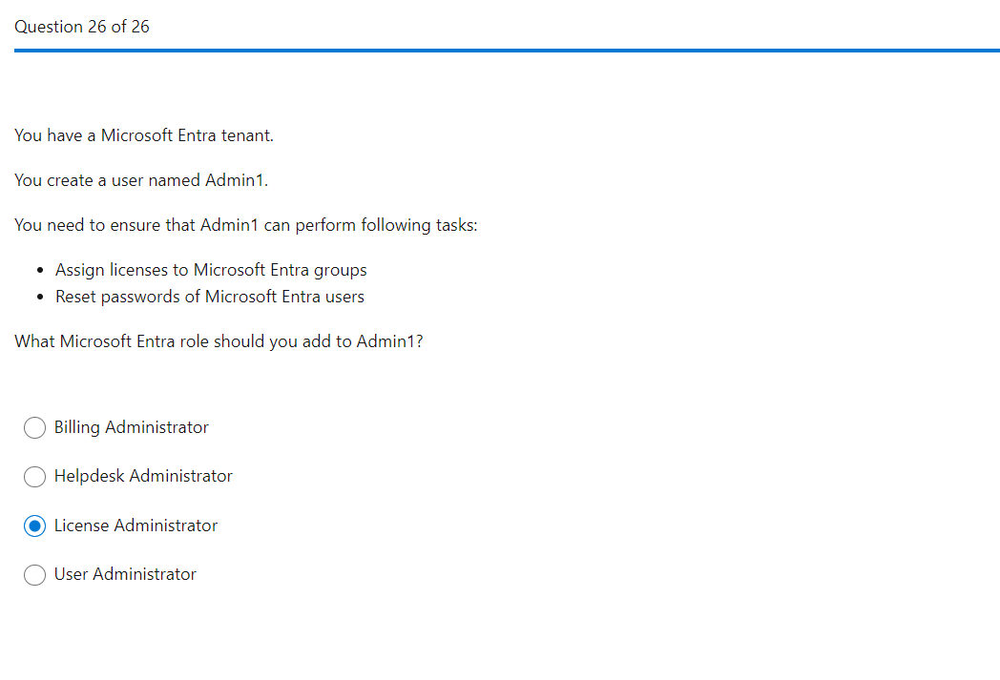 Question 26 of 26
You have a Microsoft Entra tenant.
You create a user named Admin1.
You need to ensure that Admin1 can perform following tasks:
Assign licenses to Microsoft Entra groups
Reset passwords of Microsoft Entra users
What Microsoft Entra role should you add to Admin1?
Billing Administrator
Helpdesk Administrator
License Administrator
User Administrator